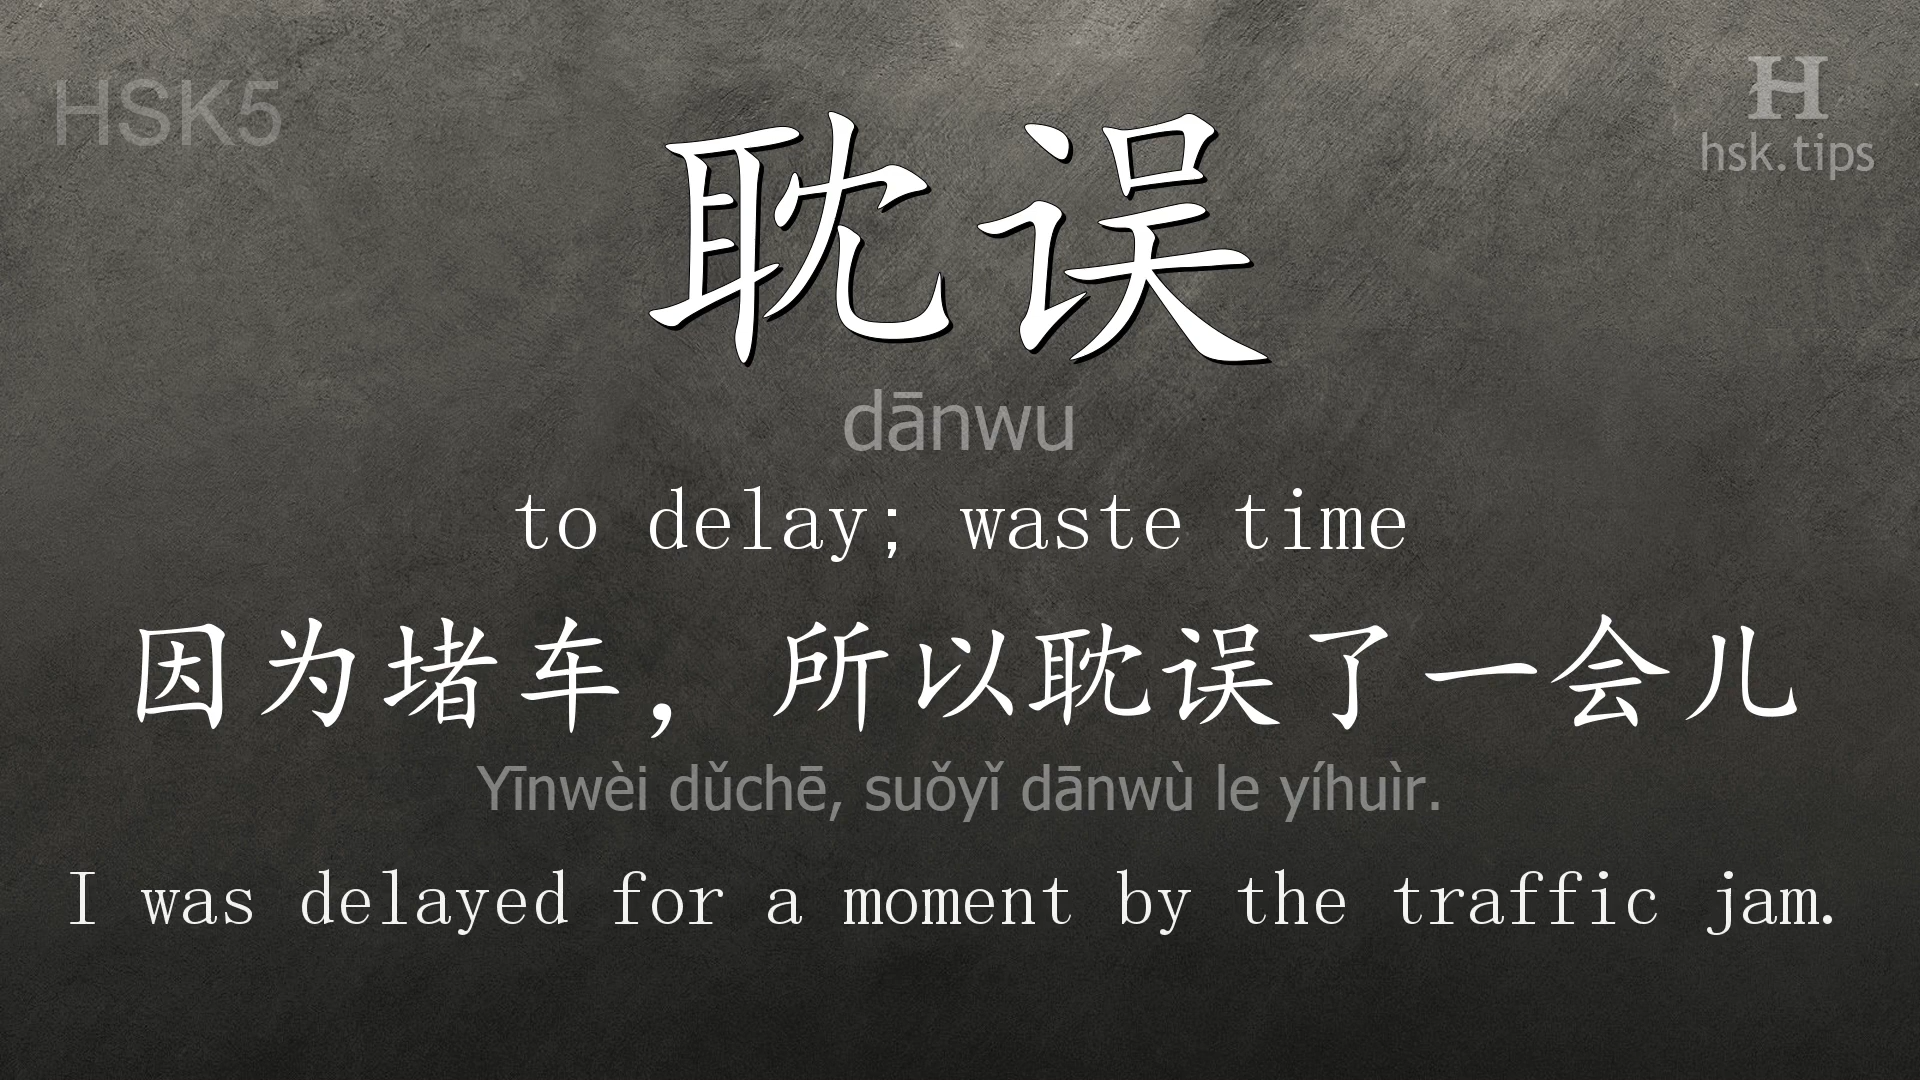 HSK5
H
hsk.tips
耽误
dānwu
to delay; waste time
因为堵车，所以耽误了一会儿
Yīnwèi dǔchē, suǒyǐ dānwù le yíhuìr.
I was delayed for a moment by the traffic jam.